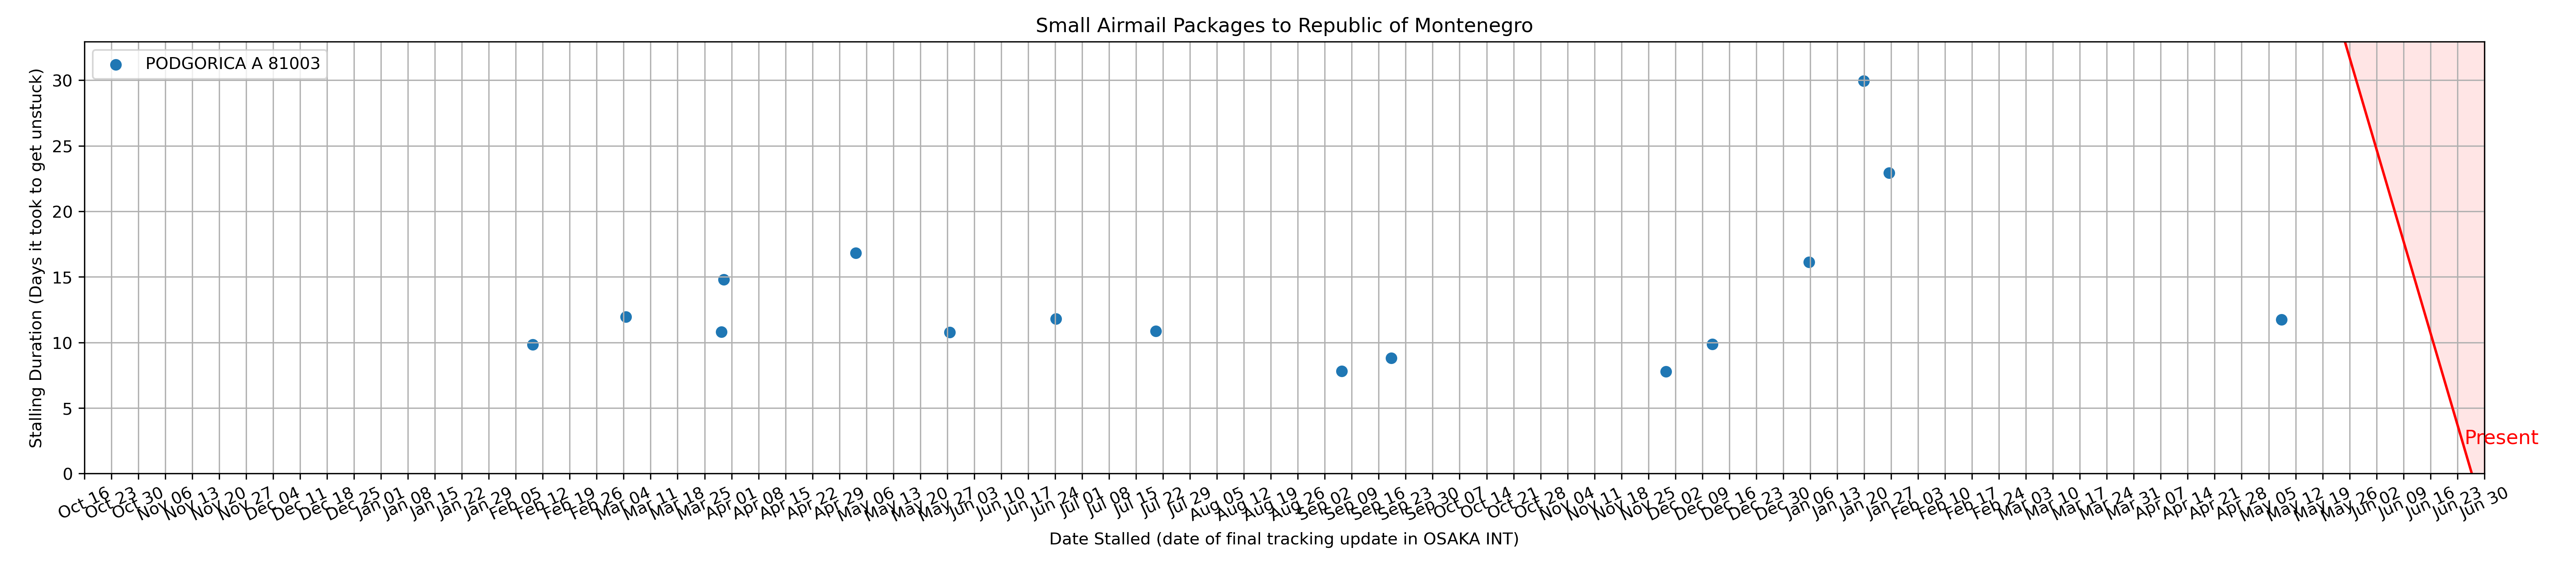 Small Airmail Packages to Republic of Montenegro
PODGORICA A 81003
Stalling Duration (Days it took to get unstuck)
30
25
20
15
10
5
0
Present
Oct 16
Oct 23
Oct 30
Nov 06
Nov 13
Nov 20
Nov 27
Dec 04
Dec 11
Dec 18
Dec 25
Jan 01
Jan 08
Jan 15
Jan 22
Jan 29
Feb 05
Feb 12
Feb 19
Feb 26
Mar 04
Mar 11
Mar 18
Mar 25
Apr 01
Apr 08
Apr 15
Apr 22
Apr 29
May 06
May 13
May 20
May 27
Jun 03
Jun 10
Jun 17
Jun 24
Jul 01
Jul 08
Jul 15
Jul 22
Jul 29
Aug 05
Aug 12
Aug 19
Aug 26
Sep 02
Sep 09
Sep 16
Sep 23
Sep 30
Oct 07
Oct 14
Oct 21
Oct 28
Nov 04
Nov 11
Nov 18
Nov 25
Dec 02
Dec 09
Dec 16
Dec 23
Dec 30
Jan 06
Jan 13
Jan 20
Jan 27
Feb 03
Feb 10
Feb 17
Feb 24
Mar 03
Mar 10
Mar 17
Mar 24
Mar 31
Apr 07
Apr 14
Apr 21
Apr 28
May 05
May 12
May 19
May 26
Jun 02
Jun 09
Jun 16
Jun 23
Jun 30
Date Stalled (date of final tracking update in OSAKA INT)